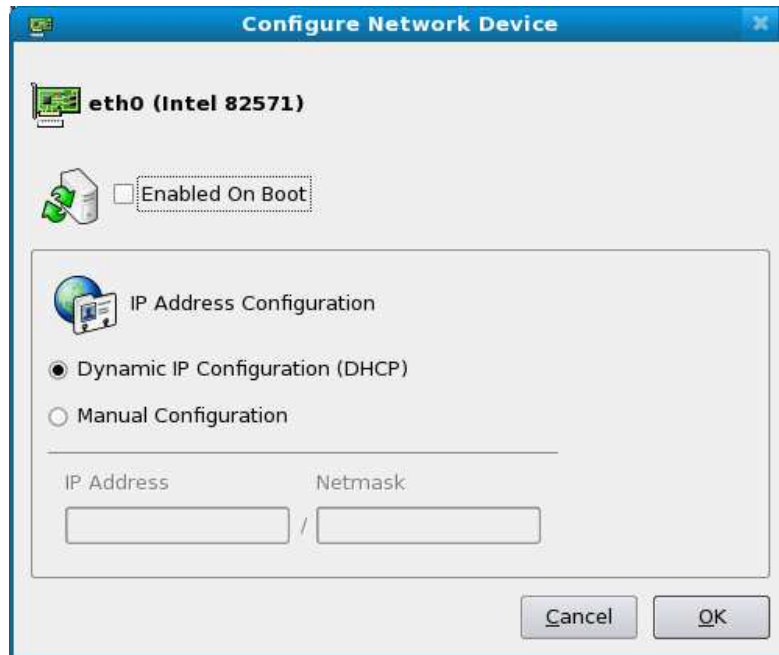 Configure Network Device
eth0 (Intel 82571)
Enabled On Boot
IP Address Configuration
Dynamic IP Configuration (DHCP)
Manual Configuration
IP Address Netmask
/
Cancel OK